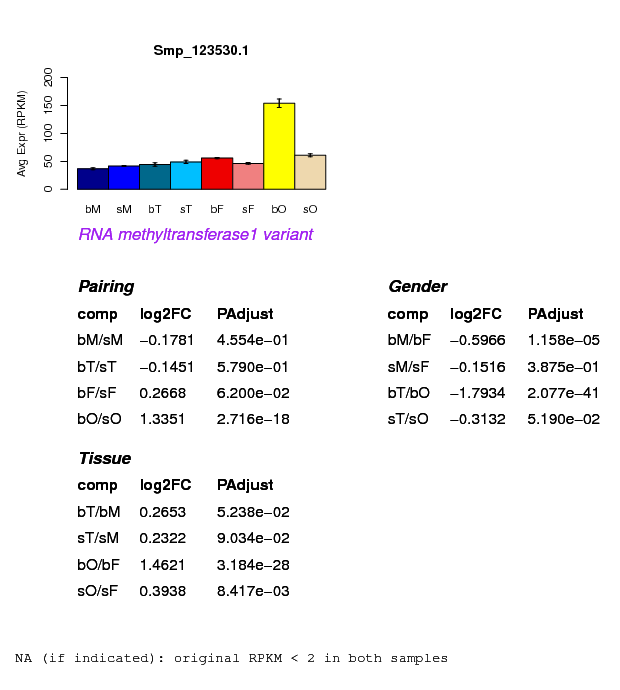 Smp_123530.1
Avg Expr (RPKM)
0 50 100 150 200
bM sM bT sT bF sF bO sO
RNA methyltransferase1 variant
Pairing
comp log2FC PAdjust
bM/sM −0.1781 4.554e−01
bT/sT −0.1451 5.790e−01
bF/sF 0.2668 6.200e−02
bO/sO 1.3351 2.716e−18
Gender
comp log2FC PAdjust
bM/bF −0.5966 1.158e−05
sM/sF −0.1516 3.875e−01
bT/bO −1.7934 2.077e−41
sT/sO −0.3132 5.190e−02
Tissue
comp log2FC PAdjust
bT/bM 0.2653 5.238e−02
sT/sM 0.2322 9.034e−02
bO/bF 1.4621 3.184e−28
sO/sF 0.3938 8.417e−03
NA (if indicated): original RPKM < 2 in both samples